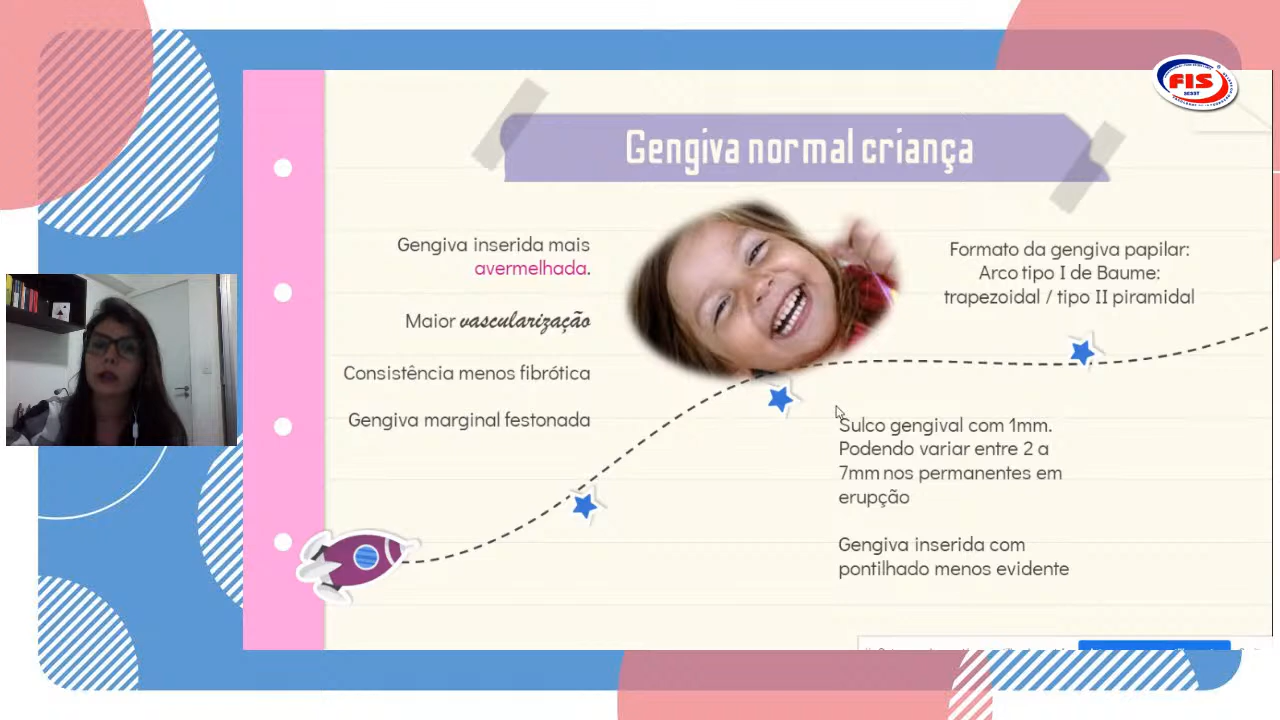 FIS
Gengiva normal criança
Gengiva inserida mais
avermelhada.
Maior vascularização
Consistência menos fibrótica
Gengiva marginal festonada
Formato da gengiva papilar:
Arco tipo I de Baume:
trapezoidal / tipo II piramidal
Sulco gengival com 1mm.
Podendo variar entre 2 a
7mm nos permanentes em
erupção
Gengiva inserida com
pontilhado menos evidente